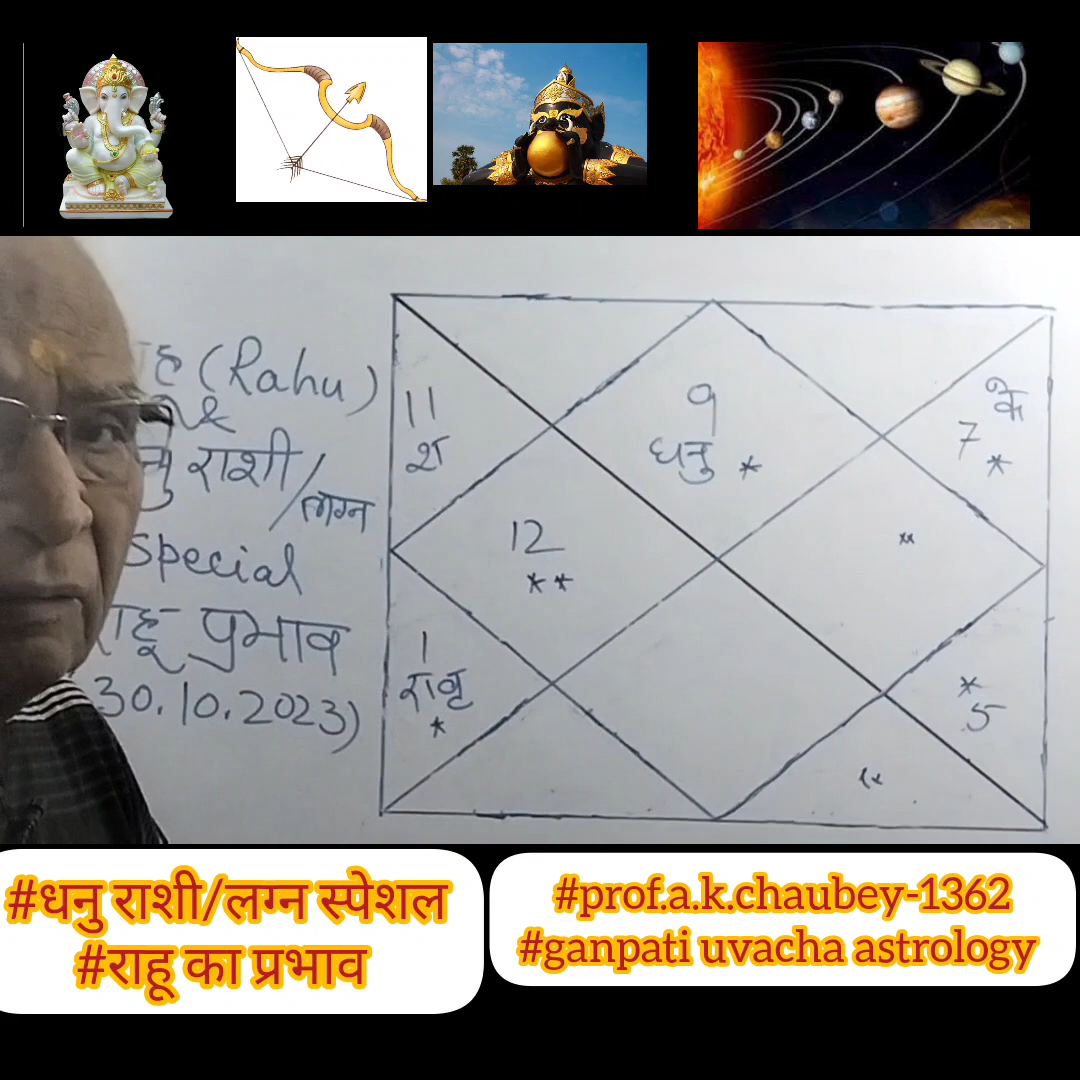 (Rahu)
&
राशी/लग्न
Special
प्रभाव
30.10.2023)
11
श
9
धनु *
के
7
*
12
**
1
रा बृ
*
*
5
#धनु राशी/लग्न स्पेशल
#राहू का प्रभाव
#prof.a.k.chaubey-1362
#ganpati uvacha astrology